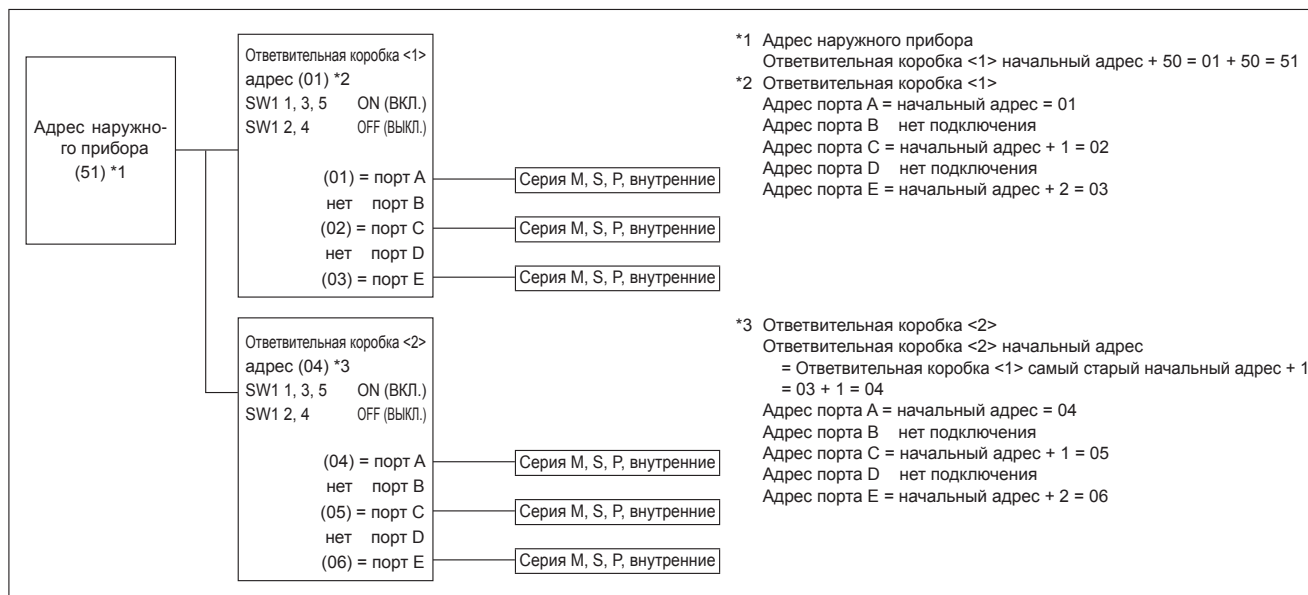 Адрес наружно-
го прибора
(51) *1
Ответвительная коробка <1>
адрес (01) *2
SW1 1, 3, 5 ON (ВКЛ.)
SW1 2, 4 OFF (ВЫКЛ.)
(01) = порт A
нет порт B
(02) = порт C
нет порт D
(03) = порт E
Серия M, S, P, внутренние
Серия M, S, P, внутренние
Серия M, S, P, внутренние
Ответвительная коробка <2>
адрес (04) *3
SW1 1, 3, 5 ON (ВКЛ.)
SW1 2, 4 OFF (ВЫКЛ.)
(04) = порт A
нет порт B
(05) = порт C
нет порт D
(06) = порт E
Серия M, S, P, внутренние
Серия M, S, P, внутренние
Серия M, S, P, внутренние
*1 Адрес наружного прибора
Ответвительная коробка <1> начальный адрес + 50 = 01 + 50 = 51
*2 Ответвительная коробка <1>
Адрес порта A = начальный адрес = 01
Адрес порта B нет подключения
Адрес порта C = начальный адрес + 1 = 02
Адрес порта D нет подключения
Адрес порта E = начальный адрес + 2 = 03
*3 Ответвительная коробка <2>
Ответвительная коробка <2> начальный адрес
= Ответвительная коробка <1> самый старый начальный адрес + 1
= 03 + 1 = 04
Адрес порта A = начальный адрес = 04
Адрес порта B нет подключения
Адрес порта C = начальный адрес + 1 = 05
Адрес порта D нет подключения
Адрес порта E = начальный адрес + 2 = 06